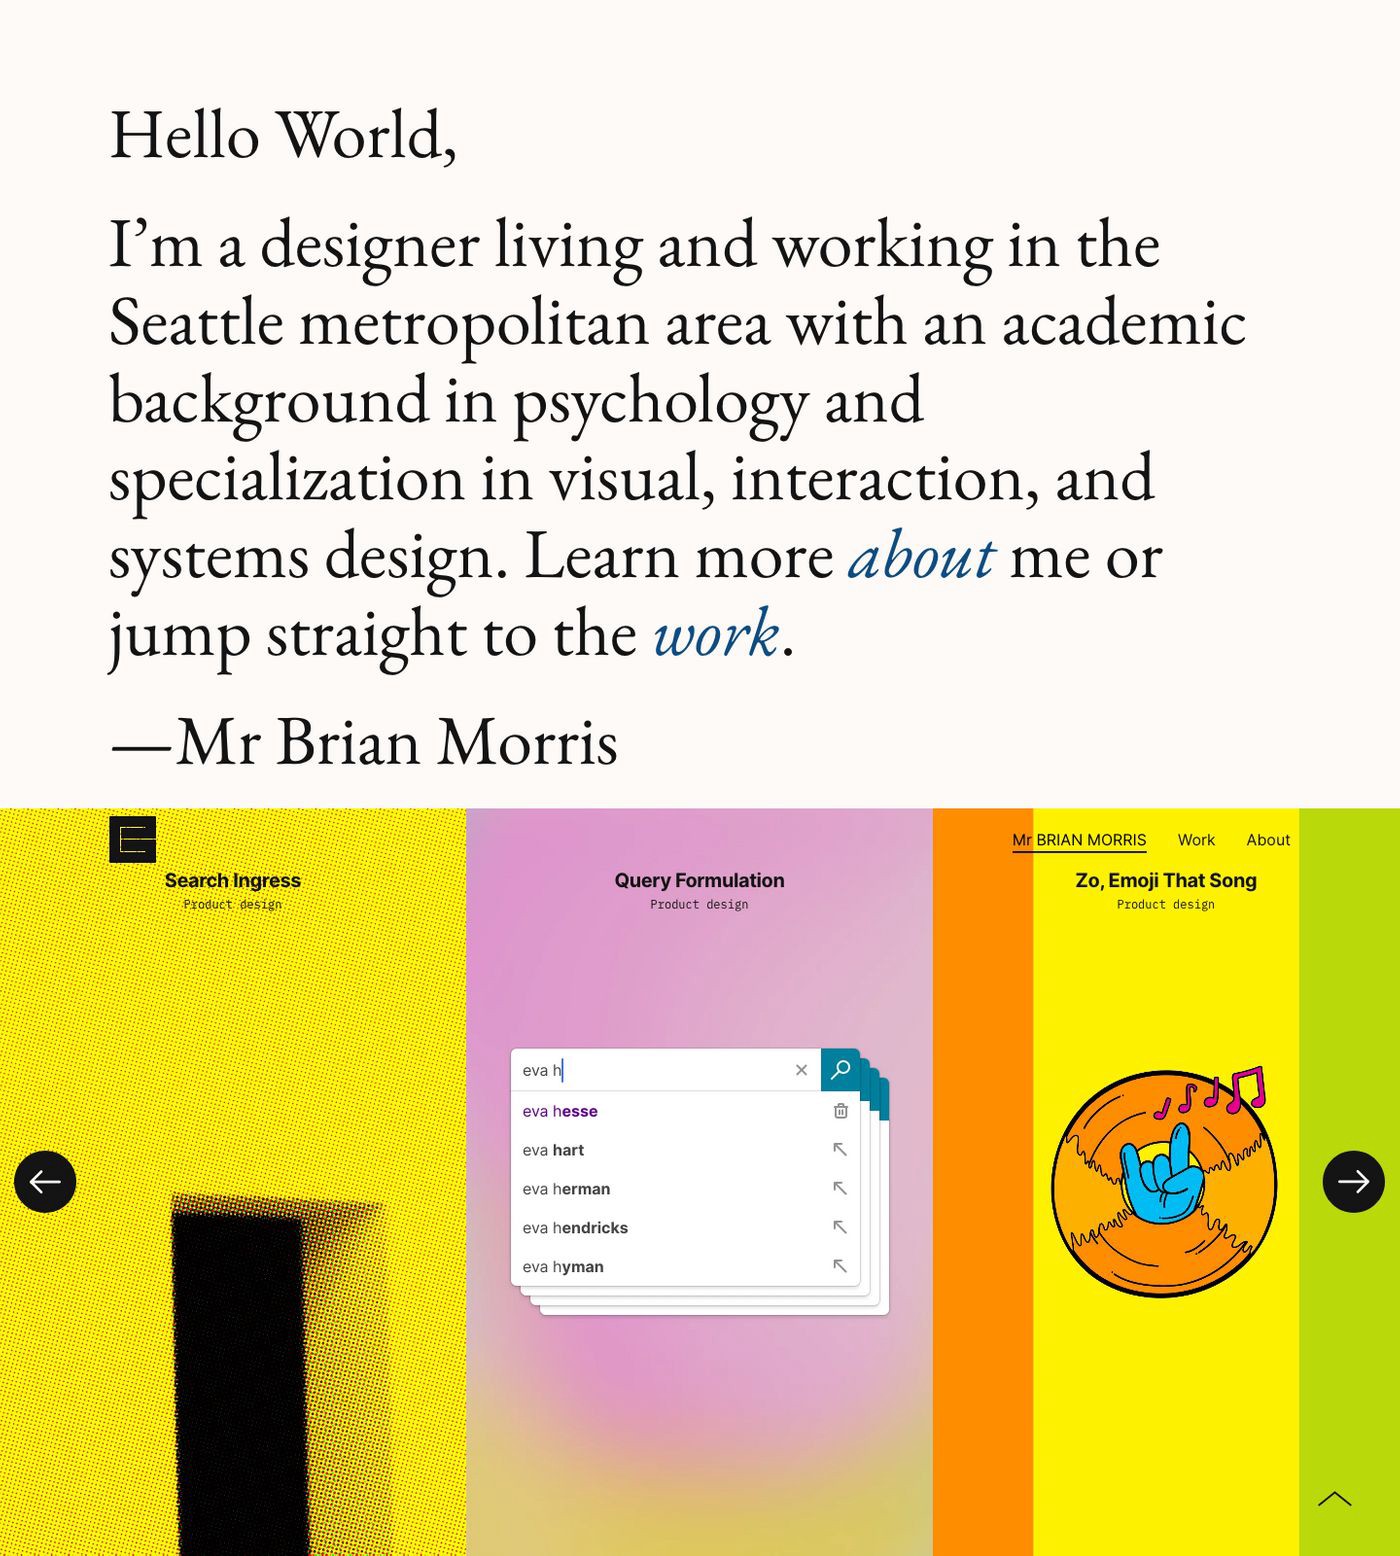 Hello World,
I’m a designer living and working in the
Seattle metropolitan area with an academic
background in psychology and
specialization in visual, interaction, and
systems design. Learn more about me or
jump straight to the work.
—Mr Brian Morris
Mr BRIAN MORRIS Work About
Search Ingress
Product design
Query Formulation
Product design
eva h
eva hesse
eva hart
eva herman
eva hendricks
eva hyman
Zo, Emoji That Song
Product design